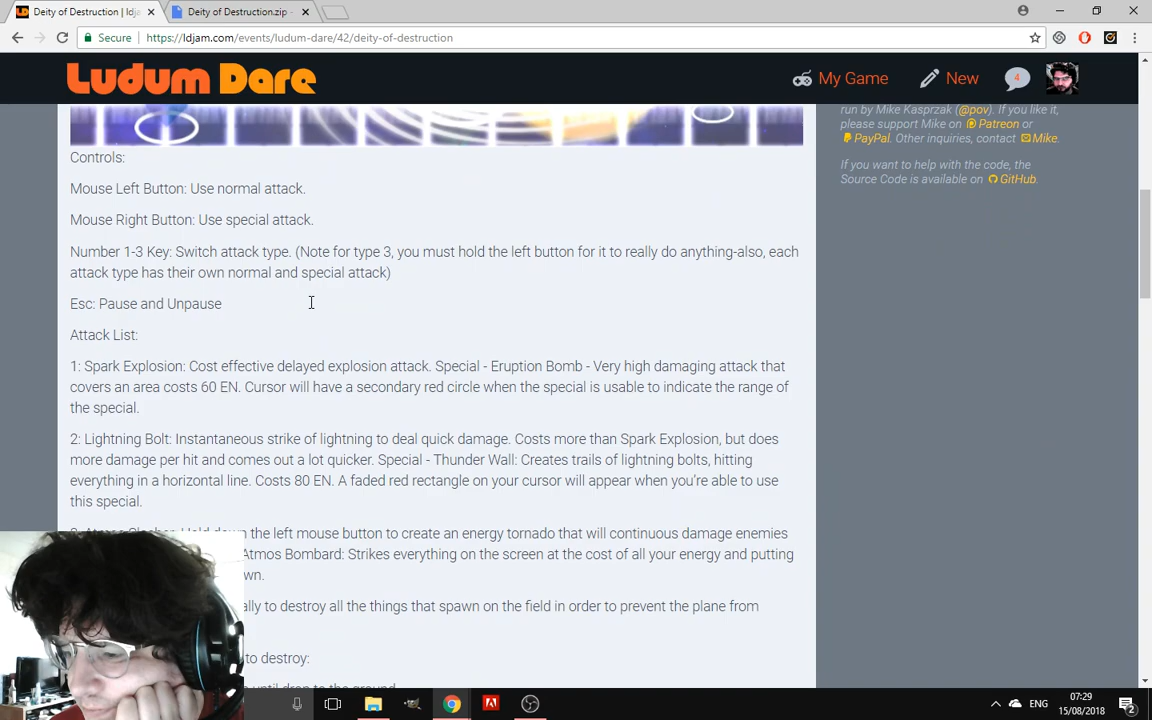 Deity of Destruction | ldj
Deity of Destruction.zip -
Secure
https://ldjam.com/events/ludum-dare/42/deity-of-destruction
LUDUM DARE
My Game
New
4
run by Mike Kasprzak (@pov). If you like it,
please support Mike on Patreon or
PayPal. Other inquiries, contact Mike.
If you want to help with the code, the
Source Code is available on GitHub.
Controls:
Mouse Left Button: Use normal attack.
Mouse Right Button: Use special attack.
Number 1-3 Key: Switch attack type. (Note for type 3, you must hold the left button for it to really do anything-also, each
attack type has their own normal and special attack)
Esc: Pause and Unpause
Attack List:
1: Spark Explosion: Cost effective delayed explosion attack. Special - Eruption Bomb - Very high damaging attack that
covers an area costs 60 EN. Cursor will have a secondary red circle when the special is usable to indicate the range of
the special.
2: Lightning Bolt: Instantaneous strike of lightning to deal quick damage. Costs more than Spark Explosion, but does
more damage per hit and comes out a lot quicker. Special - Thunder Wall: Creates trails of lightning bolts, hitting
everything in a horizontal line. Costs 80 EN. A faded red rectangle on your cursor will appear when you're able to use
this special.
the left mouse button to create an energy tornado that will continuous damage enemies
Atmos Bombard: Strikes everything on the screen at the cost of all your energy and putting
to destroy all the things that spawn on the field in order to prevent the plane from
to destroy:
until drop to the ground
ENG
07:29
15/08/2018
2